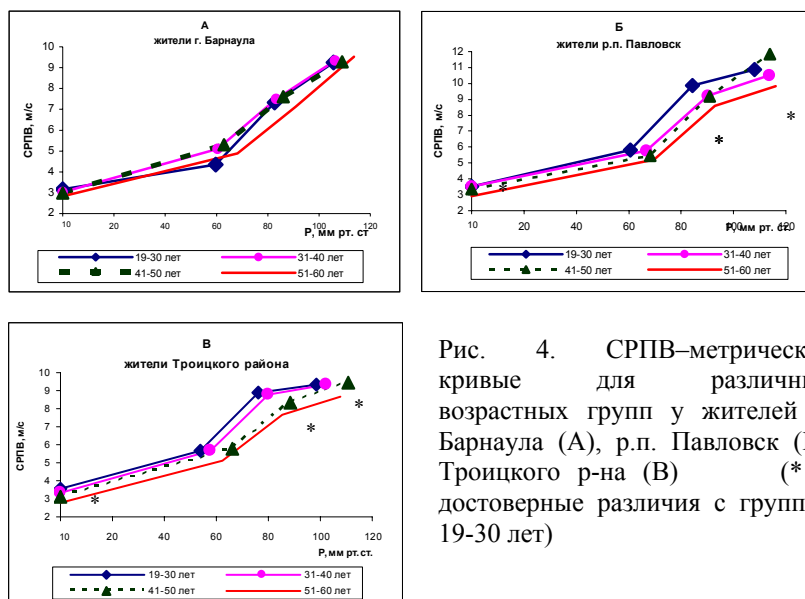 А
жители г. Барнаула
СРПВ, м/с
10
9
8
7
6
5
4
3
2
10 20 40 60 80 100 120
Р, мм рт. ст
19-30 лет 31-40 лет
41-50 лет 51-60 лет
Б
жители р.п. Павловск
СРПВ, м/с
12
11
10
9
8
7
6
5
4
3
2
* * *
10 20 40 60 80 100 120
Р, мм рт.ст.
19-30 лет 31-40 лет
41-50 лет 51-60 лет
В
жители Троицкого района
СРПВ, м/с
10
9
8
7
6
5
4
3
2
* * *
10 20 40 60 80 100 120
Р, мм рт.ст.
19-30 лет 31-40 лет
41-50 лет 51-60 лет
Рис. 4. СРПВ–метрическ
кривые для различны
возрастных групп у жителей
Барнаула (А), р.п. Павловск (
Троицкого р-на (В) (*
достоверные различия с групп
19-30 лет)